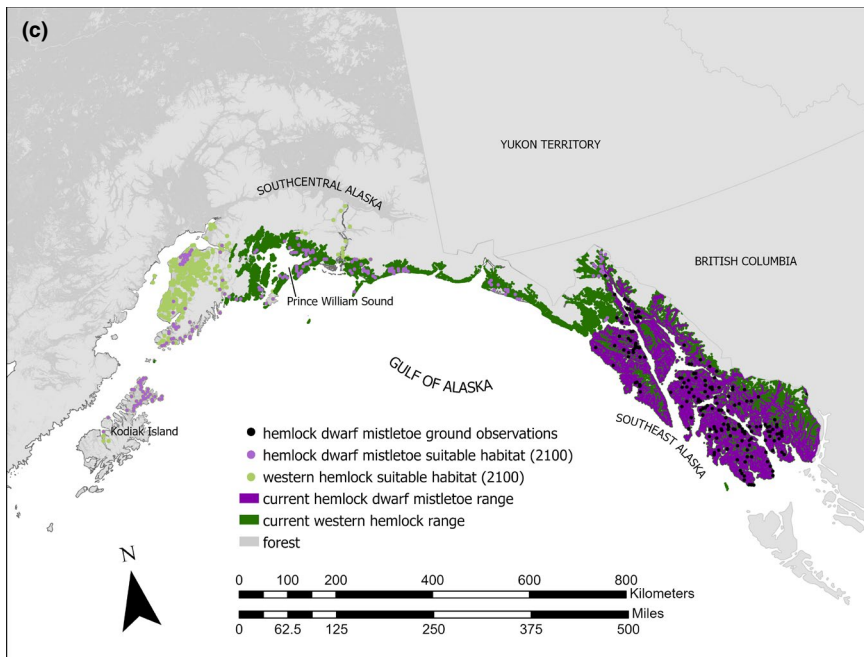 (c)
YUKON TERRITORY
SOUTHCENTRAL ALASKA
BRITISH COLUMBIA
Prince William Sound
GULF OF ALASKA
Kodiak Island
SOUTHEAST ALASKA
hemlock dwarf mistletoe ground observations
hemlock dwarf mistletoe suitable habitat (2100)
western hemlock suitable habitat (2100)
current hemlock dwarf mistletoe range
current western hemlock range
forest
N
0 100 200 400 600 800
Kilometers
Miles
0 62.5 125 250 375 500